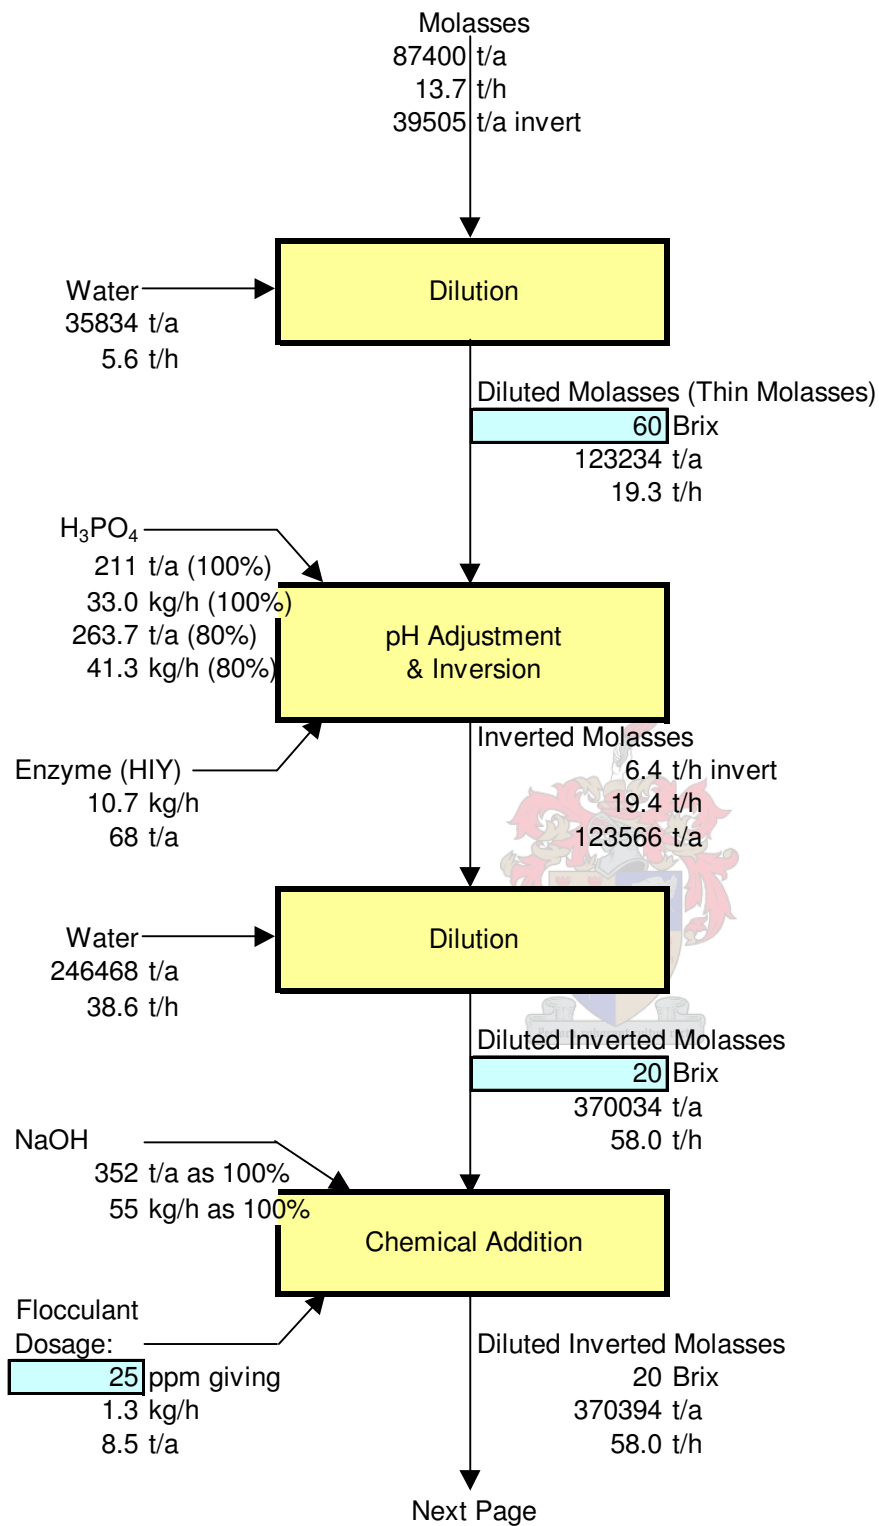 Molasses
87400 t/a
13.7 t/h
39505 t/a invert
Dilution
Water
35834 t/a
5.6 t/h
Diluted Molasses (Thin Molasses)
60 Brix
123234 t/a
19.3 t/h
H₃PO₄
211 t/a (100%)
33.0 kg/h (100%)
263.7 t/a (80%)
41.3 kg/h (80%)
pH Adjustment
& Inversion
Enzyme (HIY)
10.7 kg/h
68 t/a
Inverted Molasses
6.4 t/h invert
19.4 t/h
123566 t/a
Dilution
Water
246468 t/a
38.6 t/h
Diluted Inverted Molasses
20 Brix
370034 t/a
58.0 t/h
NaOH
352 t/a as 100%
55 kg/h as 100%
Chemical Addition
Flocculant
Dosage:
25 ppm giving
1.3 kg/h
8.5 t/a
Diluted Inverted Molasses
20 Brix
370394 t/a
58.0 t/h
Next Page